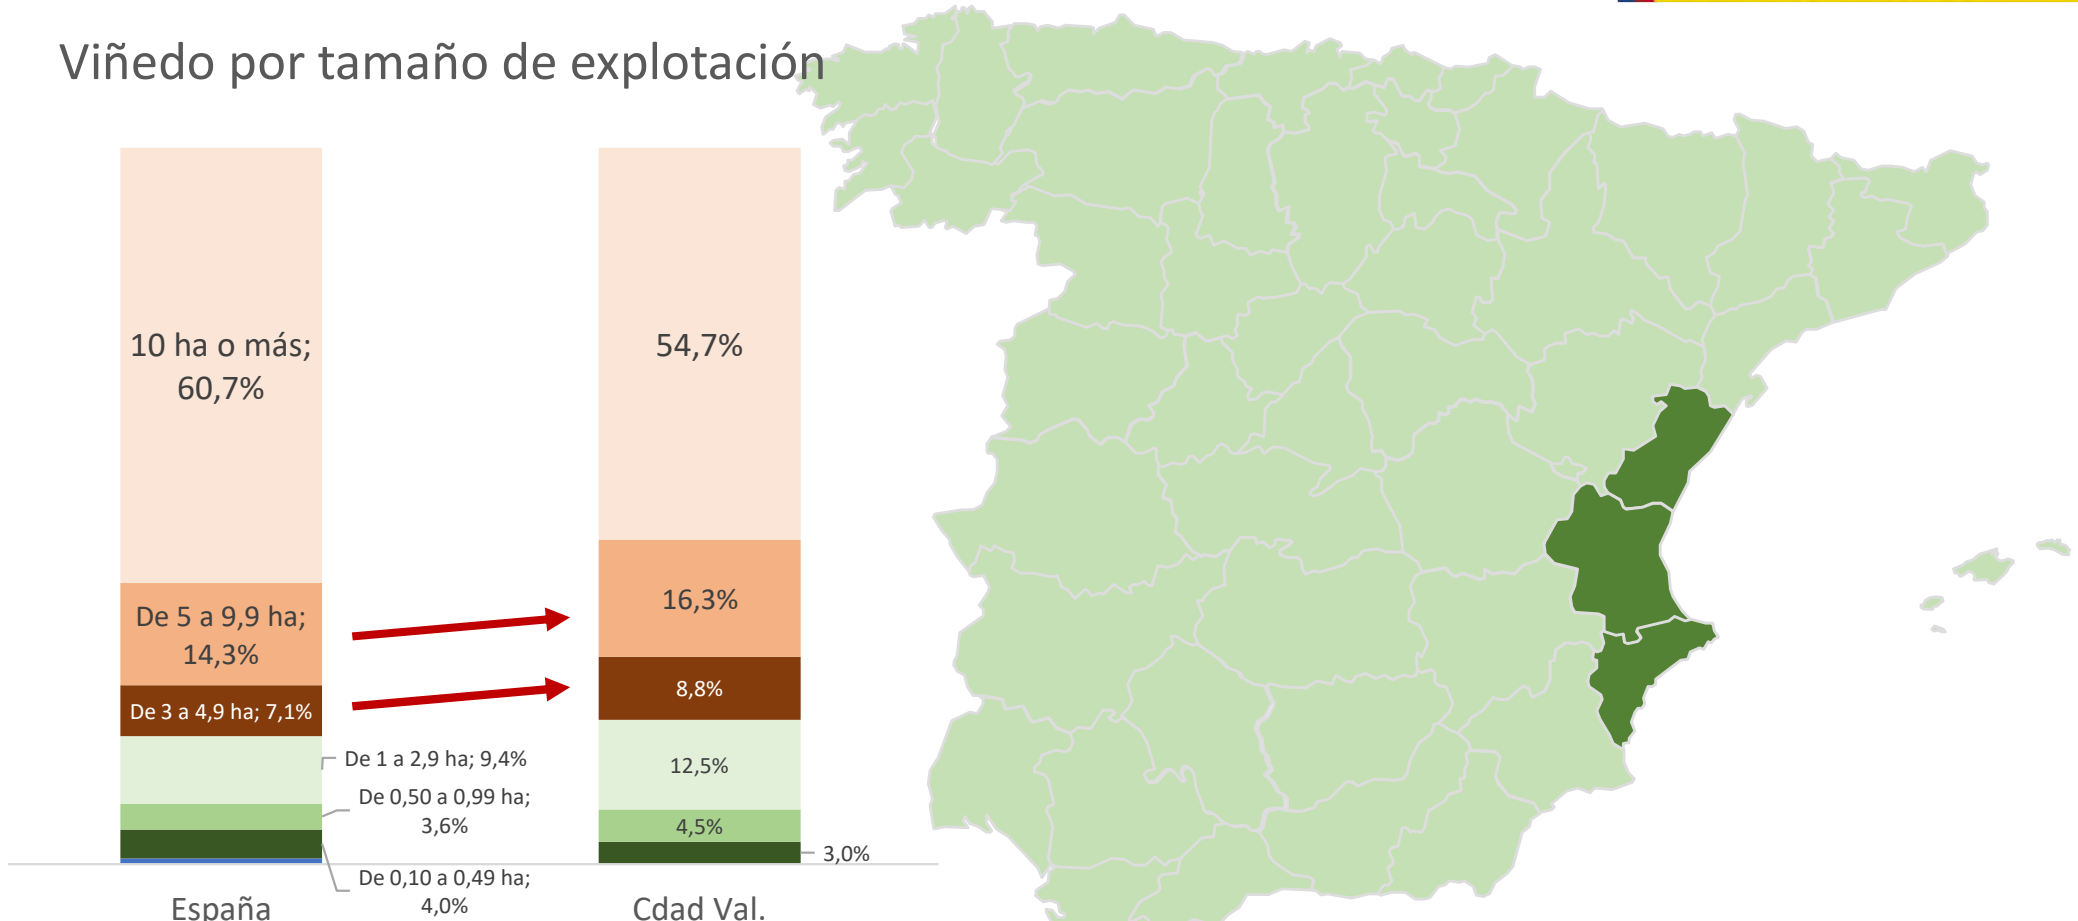 Viñedo por tamaño de explotación
10 ha o más;
60,7%
De 5 a 9,9 ha;
14,3%
De 3 a 4,9 ha; 7,1%
De 1 a 2,9 ha; 9,4%
De 0,50 a 0,99 ha;
3,6%
De 0,10 a 0,49 ha;
4,0%
España
54,7%
16,3%
8,8%
12,5%
4,5%
3,0%
Cdad Val.